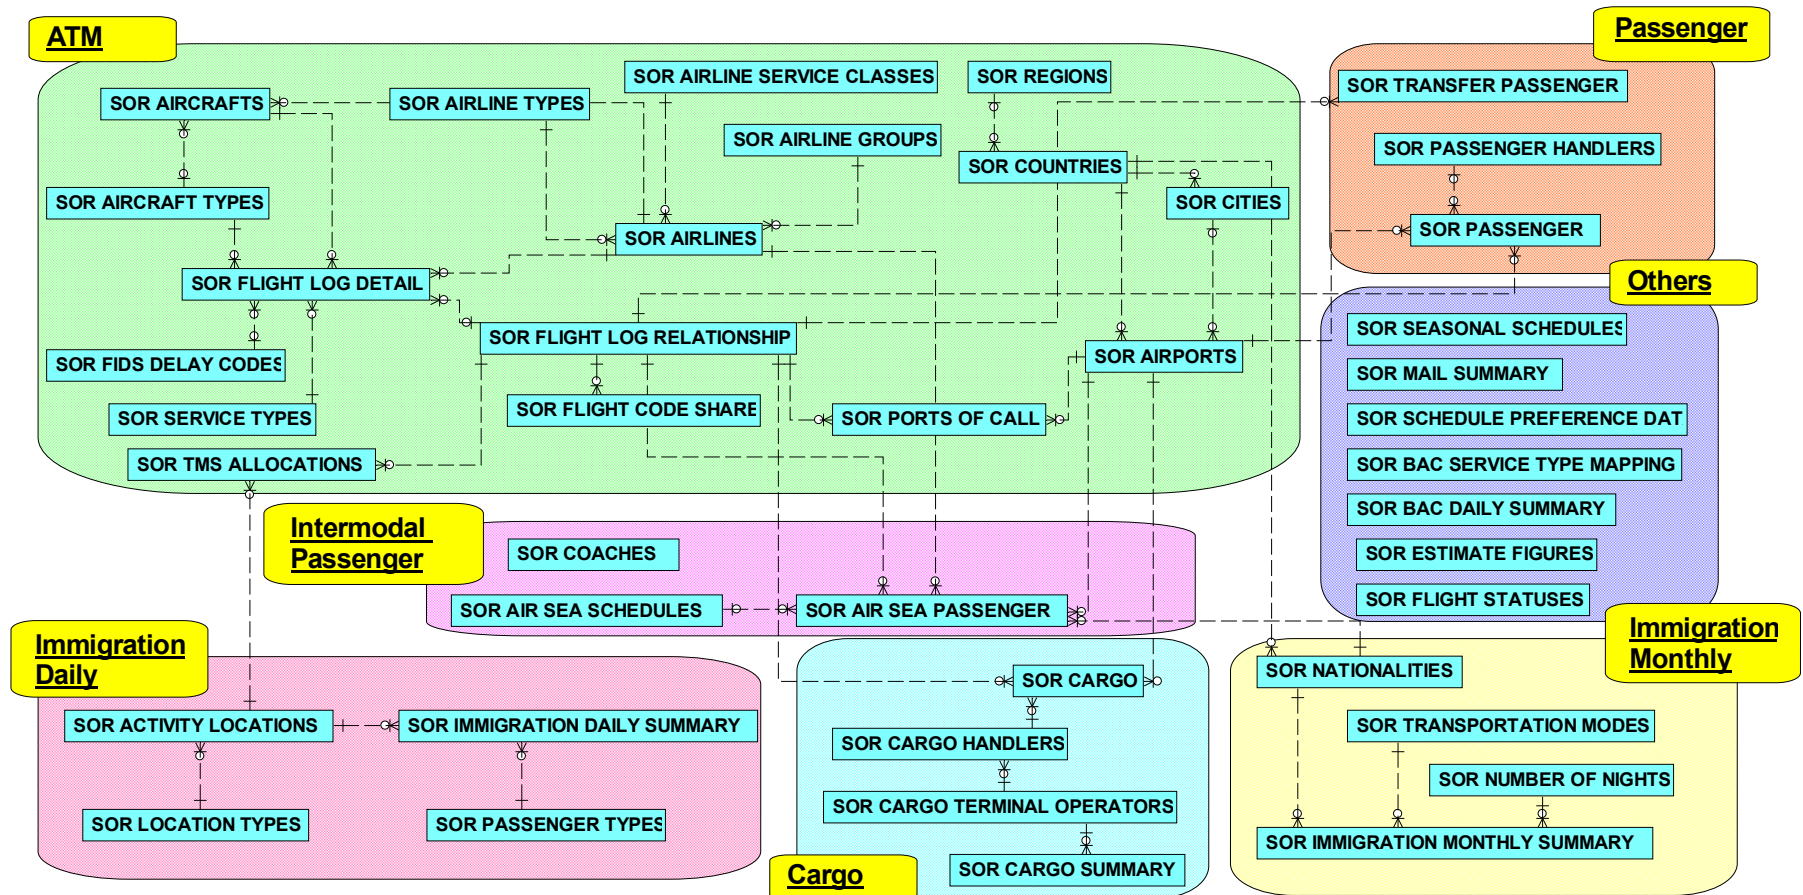 ATM
SOR AIRLINE SERVICE CLASSES
SOR REGIONS
SOR AIRCRAFTS
SOR AIRLINE TYPES
SOR AIRLINE GROUPS
SOR COUNTRIES
SOR AIRCRAFT TYPES
SOR CITIES
SOR AIRLINES
SOR FLIGHT LOG DETAIL
SOR FLIGHT LOG RELATIONSHIP
SOR AIRPORTS
SOR FIDS DELAY CODES
SOR FLIGHT CODE SHARE
SOR PORTS OF CALL
SOR SERVICE TYPES
SOR TMS ALLOCATIONS
Passenger
SOR TRANSFER PASSENGER
SOR PASSENGER HANDLERS
SOR PASSENGER
Others
SOR SEASONAL SCHEDULES
SOR MAIL SUMMARY
SOR SCHEDULE PREFERENCE DAT
SOR BAC SERVICE TYPE MAPPING
SOR BAC DAILY SUMMARY
SOR ESTIMATE FIGURES
SOR FLIGHT STATUSES
Intermodal
Passenger
SOR COACHES
SOR AIR SEA SCHEDULES
SOR AIR SEA PASSENGER
Immigration
Daily
SOR ACTIVITY LOCATIONS
SOR IMMIGRATION DAILY SUMMARY
SOR LOCATION TYPES
SOR PASSENGER TYPES
SOR CARGO
SOR CARGO HANDLERS
SOR CARGO TERMINAL OPERATORS
SOR CARGO SUMMARY
Cargo
Immigration
Monthly
SOR NATIONALITIES
SOR TRANSPORTATION MODES
SOR NUMBER OF NIGHTS
SOR IMMIGRATION MONTHLY SUMMARY